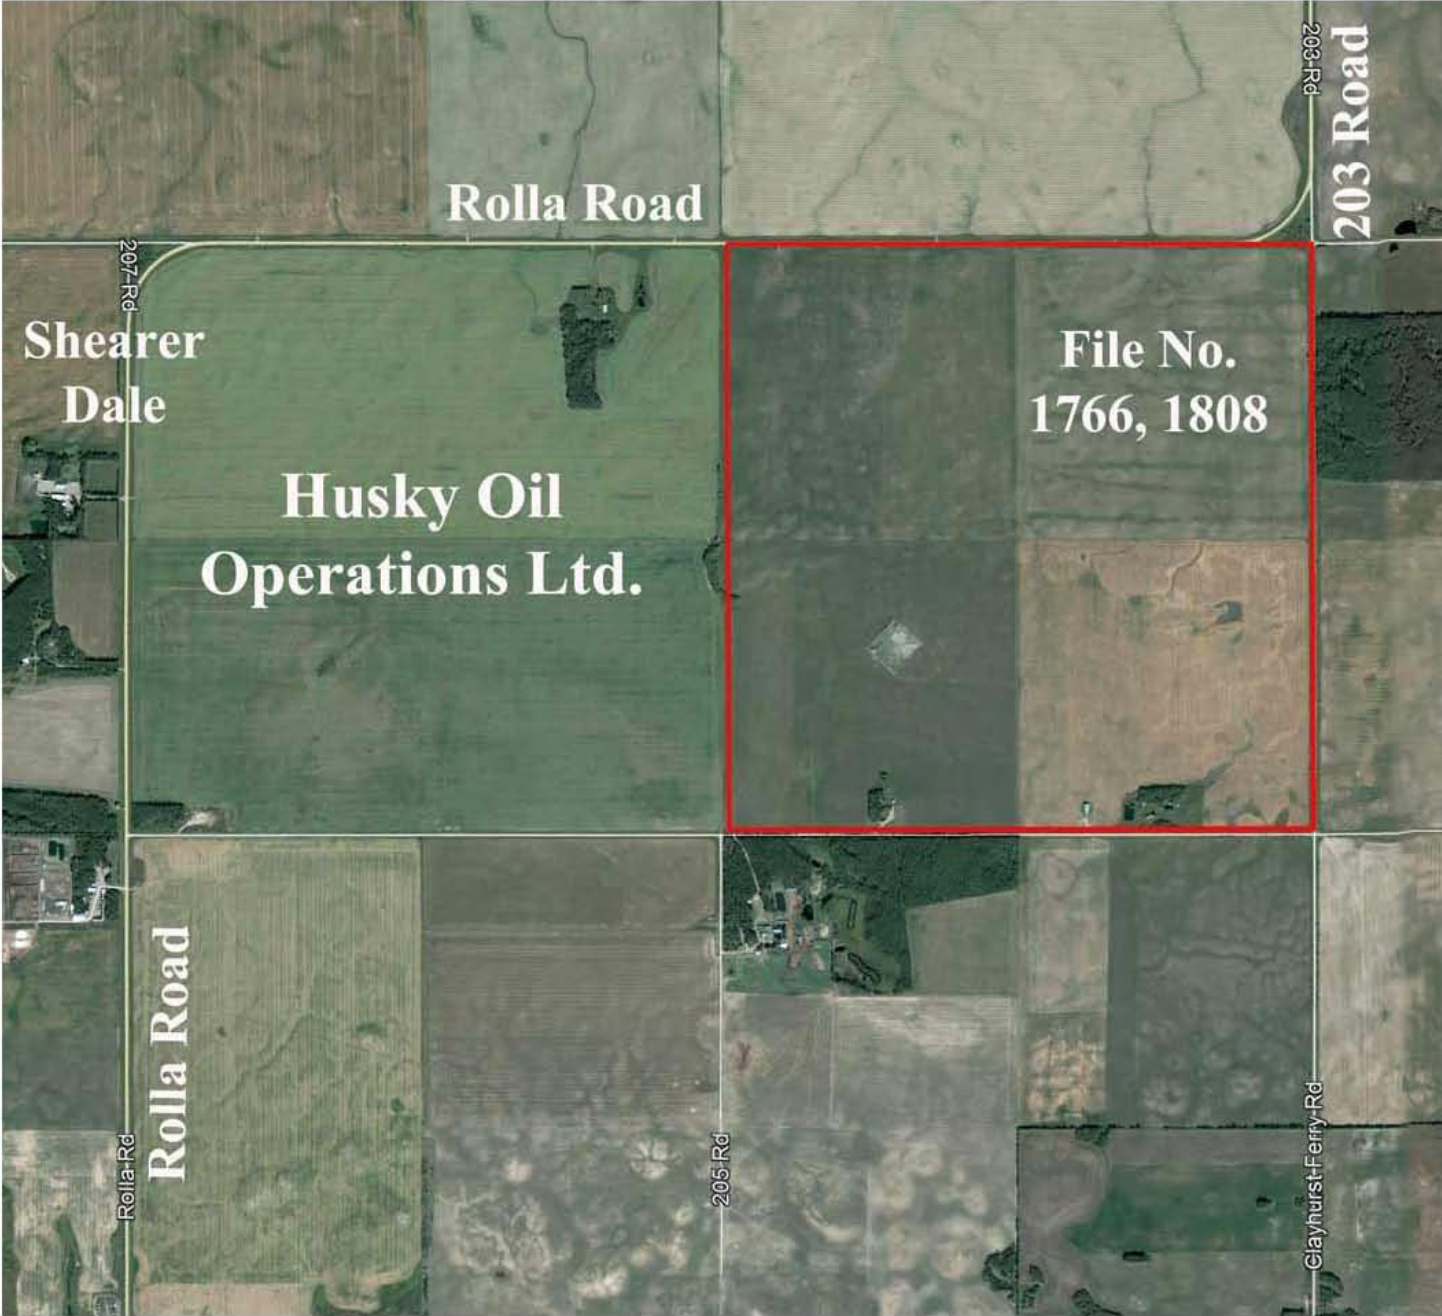 203 Rd
203 Road
Rolla Road
207 Rd
Shearer
Dale
File No.
1766, 1808
Husky Oil
Operations Ltd.
Rolla Road
Rolla Rd
205 Rd
Clayhurst Ferry Rd